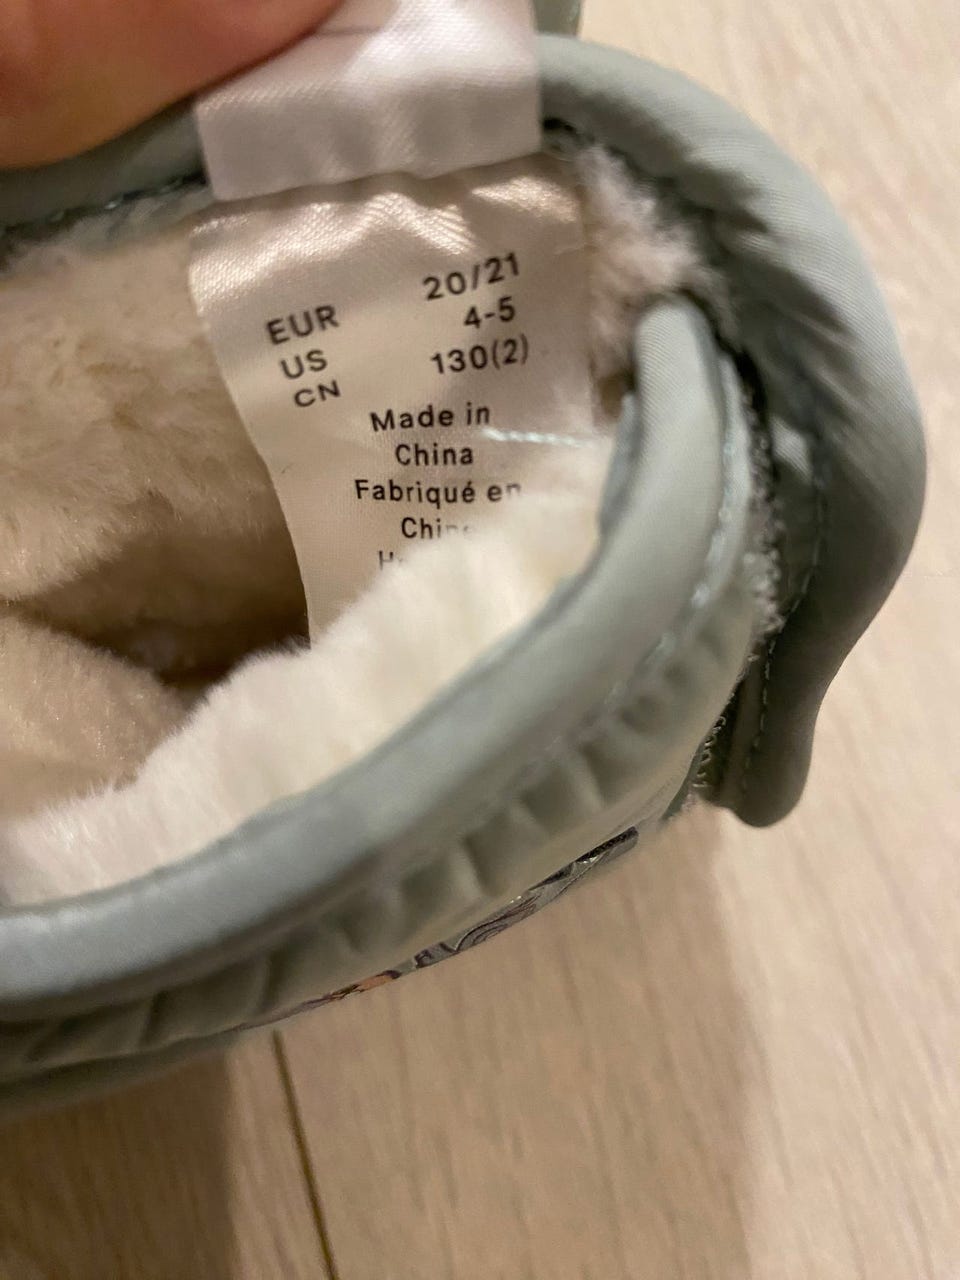 EUR 20/21
US 4-5
CN 130(2)
Made in
China
Fabriqué en